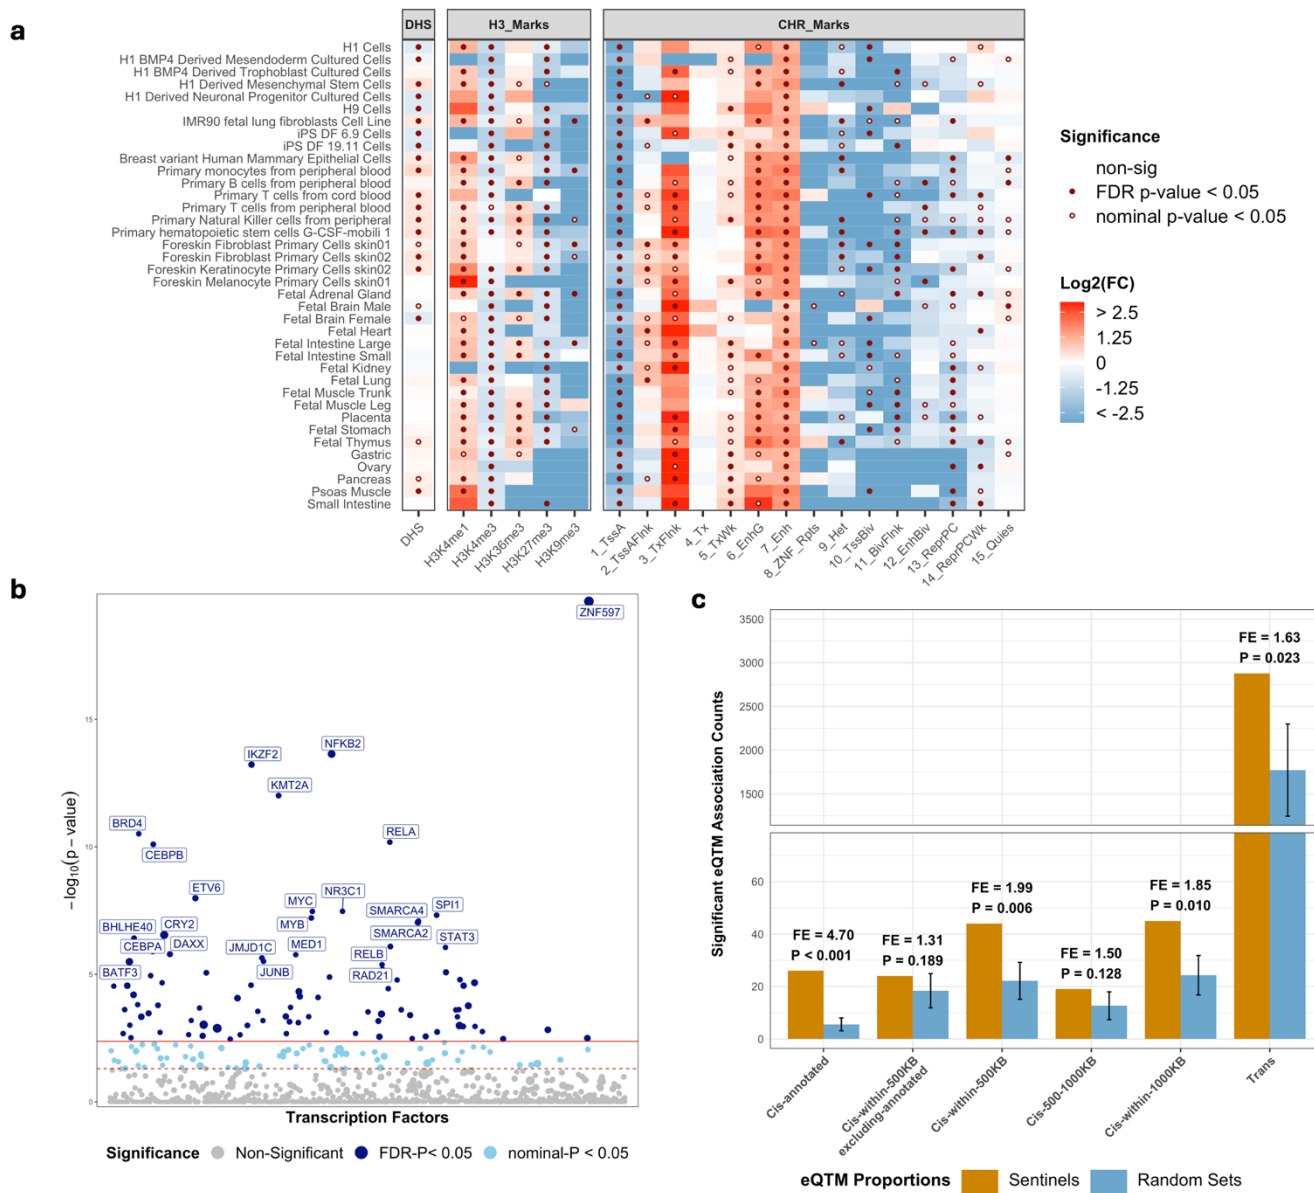 a
DHS
H3_Marks
CHR_Marks
H1 Cells
H1 BMP4 Derived Mesendoderm Cultured Cells
H1 BMP4 Derived Trophoblast Cultured Cells
H1 Derived Mesenchymal Stem Cells
H1 Derived Neuronal Progenitor Cultured Cells
H9 Cells
IMR90 fetal lung fibroblasts Cell Line
iPS DF 6.9 Cells
iPS DF 19.11 Cells
Breast variant Human Mammary Epithelial Cells
Primary monocytes from peripheral blood
Primary B cells from peripheral blood
Primary T cells from cord blood
Primary T cells from peripheral blood
Primary Natural Killer cells from peripheral
Primary hematopoietic stem cells G-CSF-mobili 1
Foreskin Fibroblast Primary Cells skin01
Foreskin Fibroblast Primary Cells skin02
Foreskin Keratinocyte Primary Cells skin02
Foreskin Melanocyte Primary Cells skin01
Fetal Adrenal Gland
Fetal Brain Male
Fetal Brain Female
Fetal Heart
Fetal Intestine Large
Fetal Intestine Small
Fetal Kidney
Fetal Lung
Fetal Muscle Trunk
Fetal Muscle Leg
Placenta
Fetal Stomach
Fetal Thymus
Gastric
Ovary
Pancreas
Psoas Muscle
Small Intestine
DHS
H3K4me1
H3K4me3
H3K36me3
H3K27me3
H3K9me3
1_TssA
2_TssAFlnk
3_TxFlnk
4_Tx
5_TxWk
6_EnhG
7_Enh
8_ZNF_Rpts
9_Het
10_TssBiv
11_BivFlnk
12_EnhBiv
13_ReprPC
14_ReprPCWk
15_Quies
Significance
non-sig
FDR p-value < 0.05
nominal p-value < 0.05
Log2(FC)
> 2.5
1.25
0
-1.25
< -2.5
b
−log10(p − value)
15
10
5
0
ZNF597
NFKB2
IKZF2
KMT2A
BRD4
RELA
CEBPB
ETV6
NR3C1
MYC
SPI1
MYB
SMARCA4
BHLHE40
CRY2
SMARCA2
STAT3
CEBPA
DAXX
JMJD1C
MED1
RELB
BATF3
JUNB
RAD21
Transcription Factors
Significance
Non-Significant
FDR-P< 0.05
nominal-P < 0.05
c
Significant eQTM Association Counts
3500
3000
2500
2000
1500
60
40
20
0
FE = 4.70
P < 0.001
FE = 1.31
P = 0.189
FE = 1.99
P = 0.006
FE = 1.50
P = 0.128
FE = 1.85
P = 0.010
FE = 1.63
P = 0.023
Cis-annotated
Cis-within-500KB
excluding-annotated
Cis-within-500KB
Cis-500-1000KB
Cis-within-1000KB
Trans
eQTM Proportions
Sentinels
Random Sets